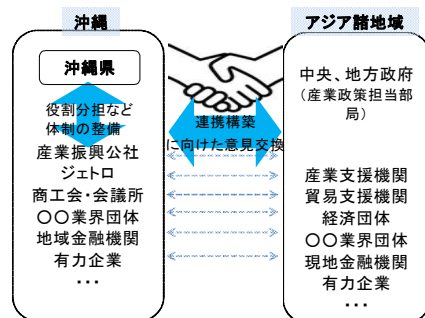 沖縄
沖縄県
役割分担など
体制の整備
産業振興公社
ジェトロ
商工会・会議所
〇〇業界団体
地域金融機関
有力企業
・・・
連携構築
に向けた意見交換
アジア諸地域
中央、地方政府
（産業政策担当部
局）
産業支援機関
貿易支援機関
経済団体
〇〇業界団体
現地金融機関
有力企業
・・・